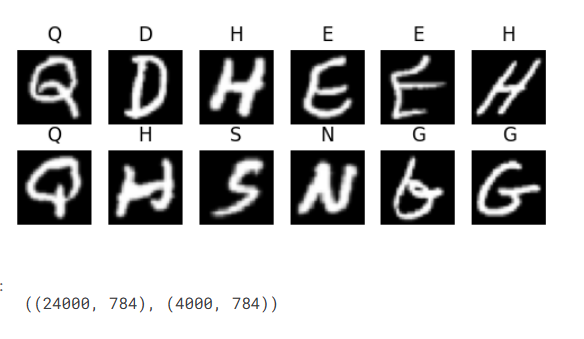 Q D H E E H
Q D H E E H
Q H S N G G
Q H S N G G
:
((24000, 784), (4000, 784))